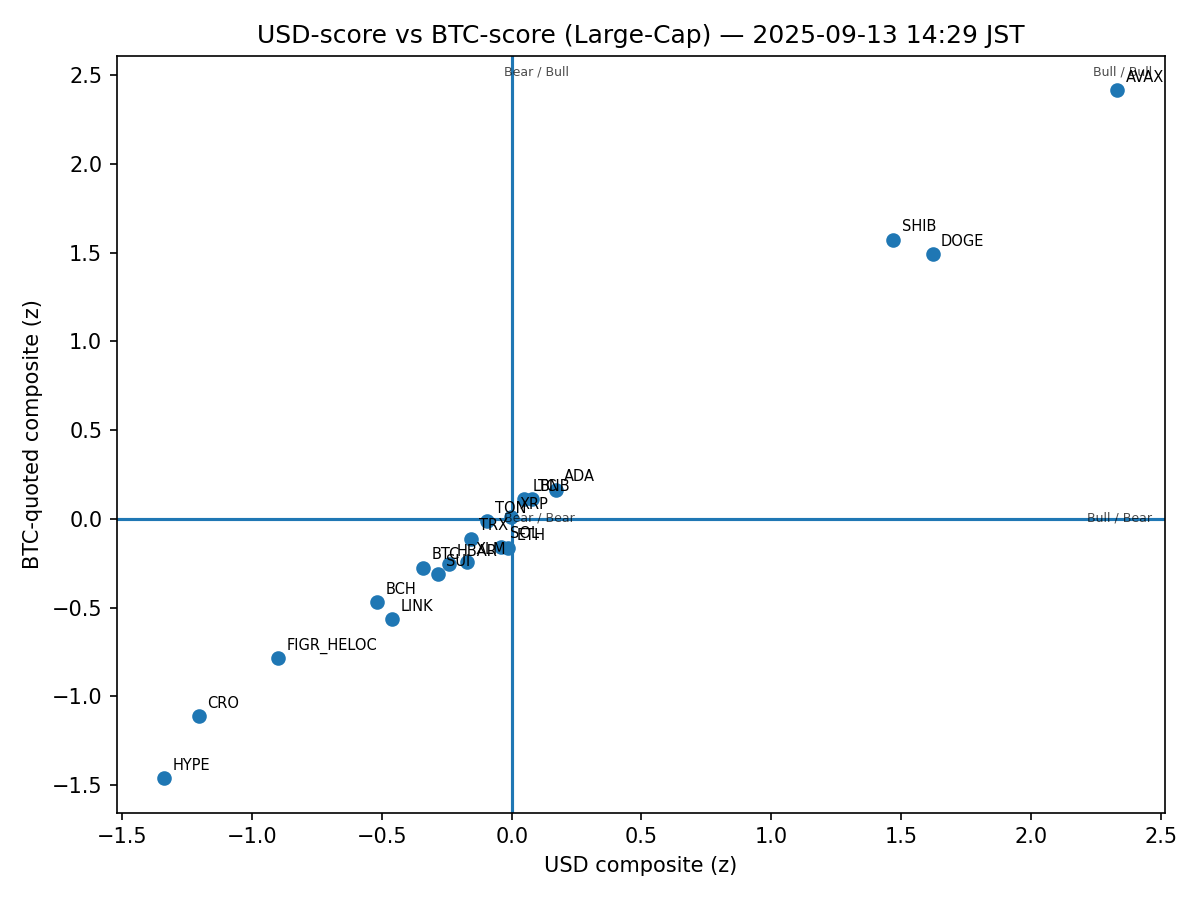 USD-score vs BTC-score (Large-Cap) — 2025-09-13 14:29 JST
BTC-quoted composite (z)
2.5
2.0
1.5
1.0
0.5
0.0
−0.5
−1.0
−1.5
Bear / Bull
Bull / Bull
AVAX
SHIB
DOGE
ADA
LTC
BNB
XRP
TON
Bear / Bear
Bull / Bear
TRX
SOL
ETH
XLM
HBAR
BTC
SUI
BCH
LINK
FIGR_HELOC
CRO
HYPE
−1.5
−1.0
−0.5
0.0
0.5
1.0
1.5
2.0
2.5
USD composite (z)